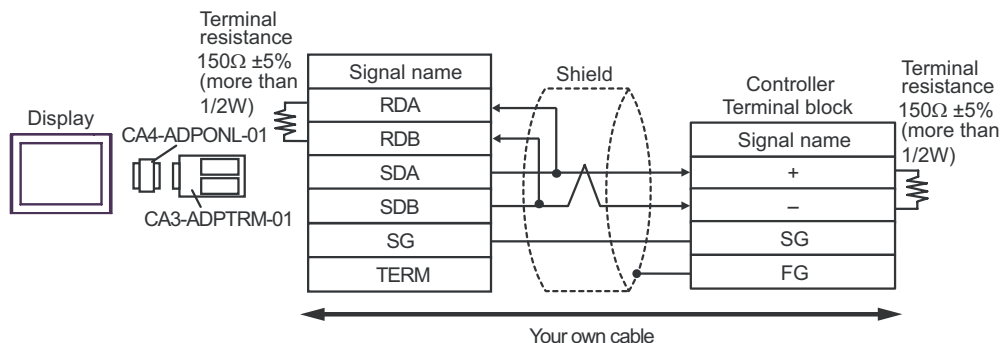 Display
CA4-ADPONL-01
CA3-ADPTRM-01
Terminal
resistance
150Ω ±5%
(more than
1/2W)
Signal name
RDA
RDB
SDA
SDB
SG
TERM
Shield
Controller
Terminal block
Signal name
+
–
SG
FG
Terminal
resistance
150Ω ±5%
(more than
1/2W)
Your own cable